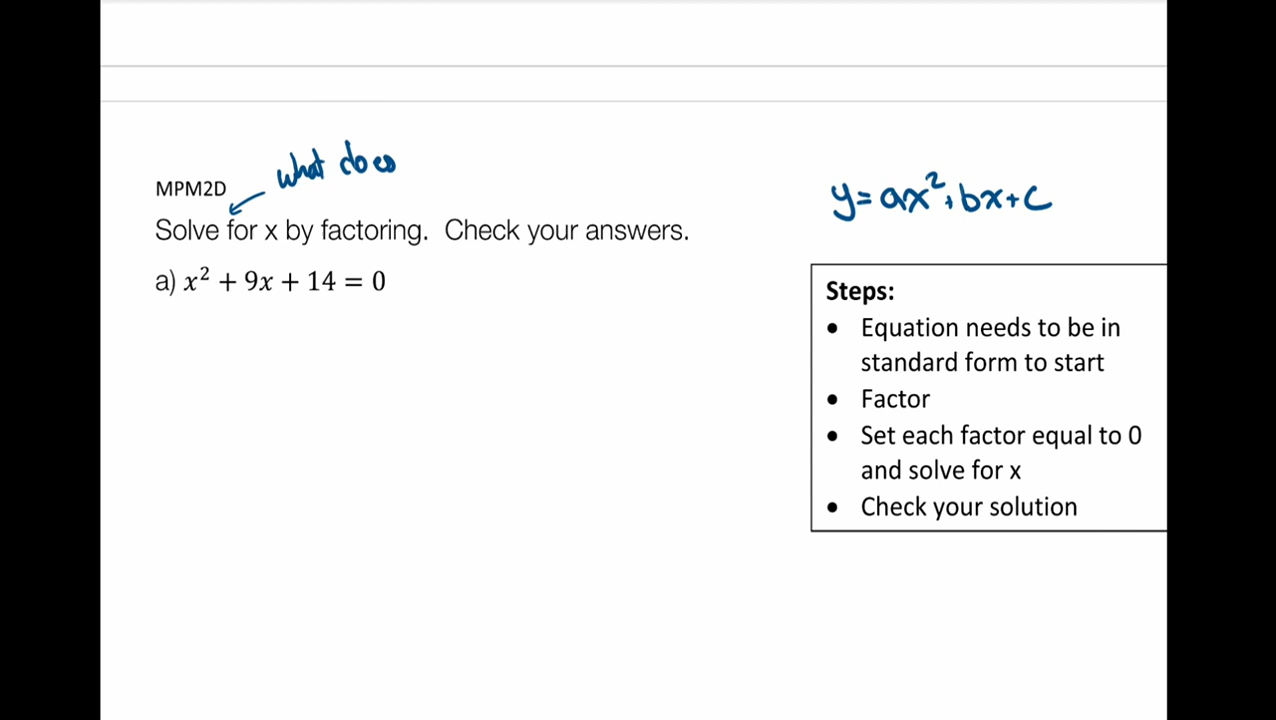 what does
MPM2D
Solve for x by factoring. Check your answers.
a) x² + 9x + 14 = 0
y = ax² + bx + c
Steps:
• Equation needs to be in
standard form to start
• Factor
• Set each factor equal to 0
and solve for x
• Check your solution